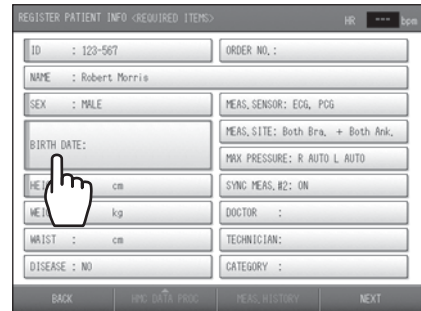 REGISTER PATIENT INFO <REQUIRED ITEMS> HR --- bpm
ID : 123-567
ORDER NO. :
NAME : Robert Morris
SEX : MALE
MEAS. SENSOR: ECG, PCG
BIRTH DATE:
MEAS. SITE: Both Bra. + Both Ank.
MAX PRESSURE: R AUTO L AUTO
cm
SYNC MEAS. #2: ON
kg
DOCTOR :
WAIST : cm
TECHNICIAN:
DISEASE : NO
CATEGORY :
BACK HMG DATA PROC MEAS. HISTORY NEXT